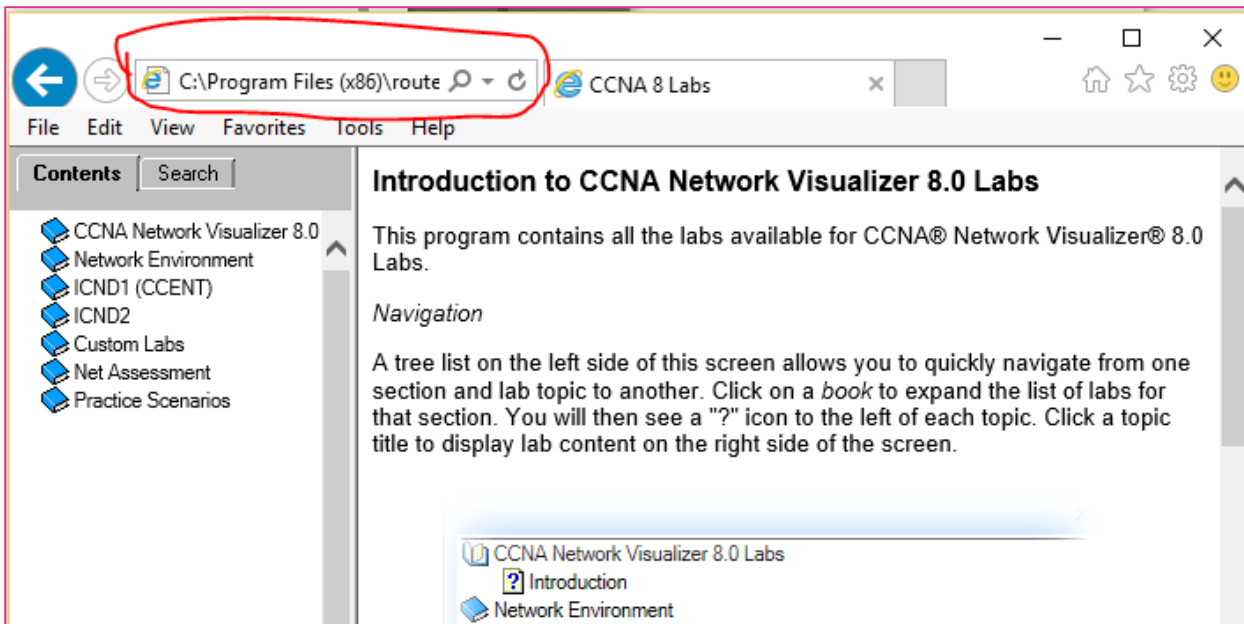 C:\Program Files (x86)\route
CCNA 8 Labs
File Edit View Favorites Tools Help
Contents Search
CCNA Network Visualizer 8.0
Network Environment
ICND1 (CCENT)
ICND2
Custom Labs
Net Assessment
Practice Scenarios
Introduction to CCNA Network Visualizer 8.0 Labs
This program contains all the labs available for CCNA® Network Visualizer® 8.0
Labs.
Navigation
A tree list on the left side of this screen allows you to quickly navigate from one
section and lab topic to another. Click on a book to expand the list of labs for
that section. You will then see a "?" icon to the left of each topic. Click a topic
title to display lab content on the right side of the screen.
CCNA Network Visualizer 8.0 Labs
? Introduction
Network Environment